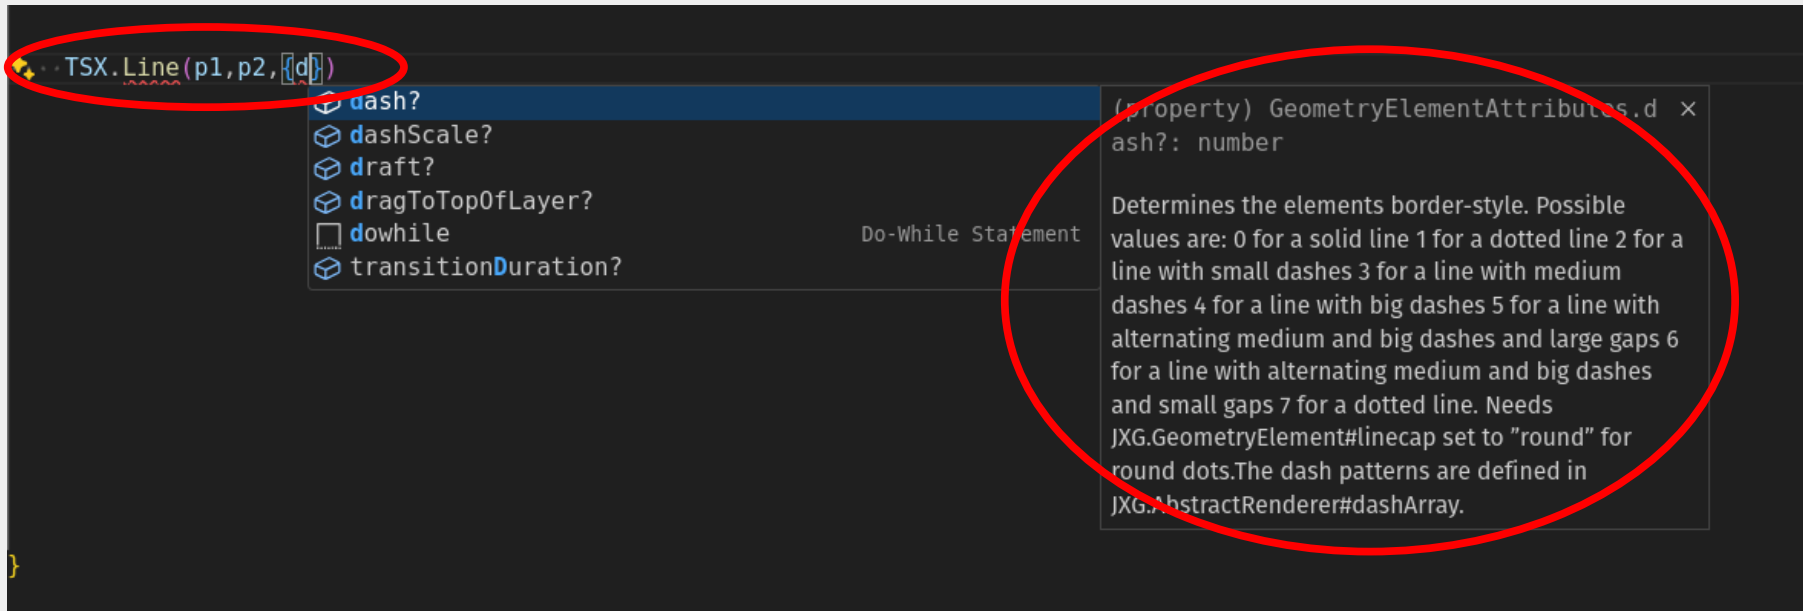 TSX.Line(p1,p2,{d})
dash?
dashScale?
draft?
dragToTopOfLayer?
dowhile Do-While Statement
transitionDuration?
(property) GeometryElementAttributes.d
ash?: number
Determines the elements border-style. Possible
values are: 0 for a solid line 1 for a dotted line 2 for a
line with small dashes 3 for a line with medium
dashes 4 for a line with big dashes 5 for a line with
alternating medium and big dashes and large gaps 6
for a line with alternating medium and big dashes
and small gaps 7 for a dotted line. Needs
JXG.GeometryElement#linecap set to ”round” for
round dots.The dash patterns are defined in
JXG.AbstractRenderer#dashArray.
}